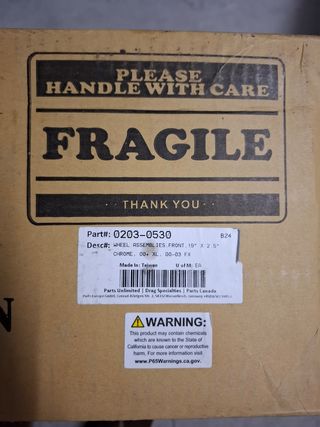 PLEASE
HANDLE WITH CARE
FRAGILE
· THANK YOU ·
Part#: 0203-0530 B24
Desc#: WHEEL ASSEMBLIES.FRONT.19" X 2.5"
CHROME. 00+ XL. 00-03 FX
Made In: Taiwan U of M: EA
Parts Unlimited | Drag Specialties | Parts Canada
N
WARNING:
This product may contain chemicals
which are known to the State of
California to cause cancer or reproductive
harm. For more information visit
www.P65Warnings.ca.gov.